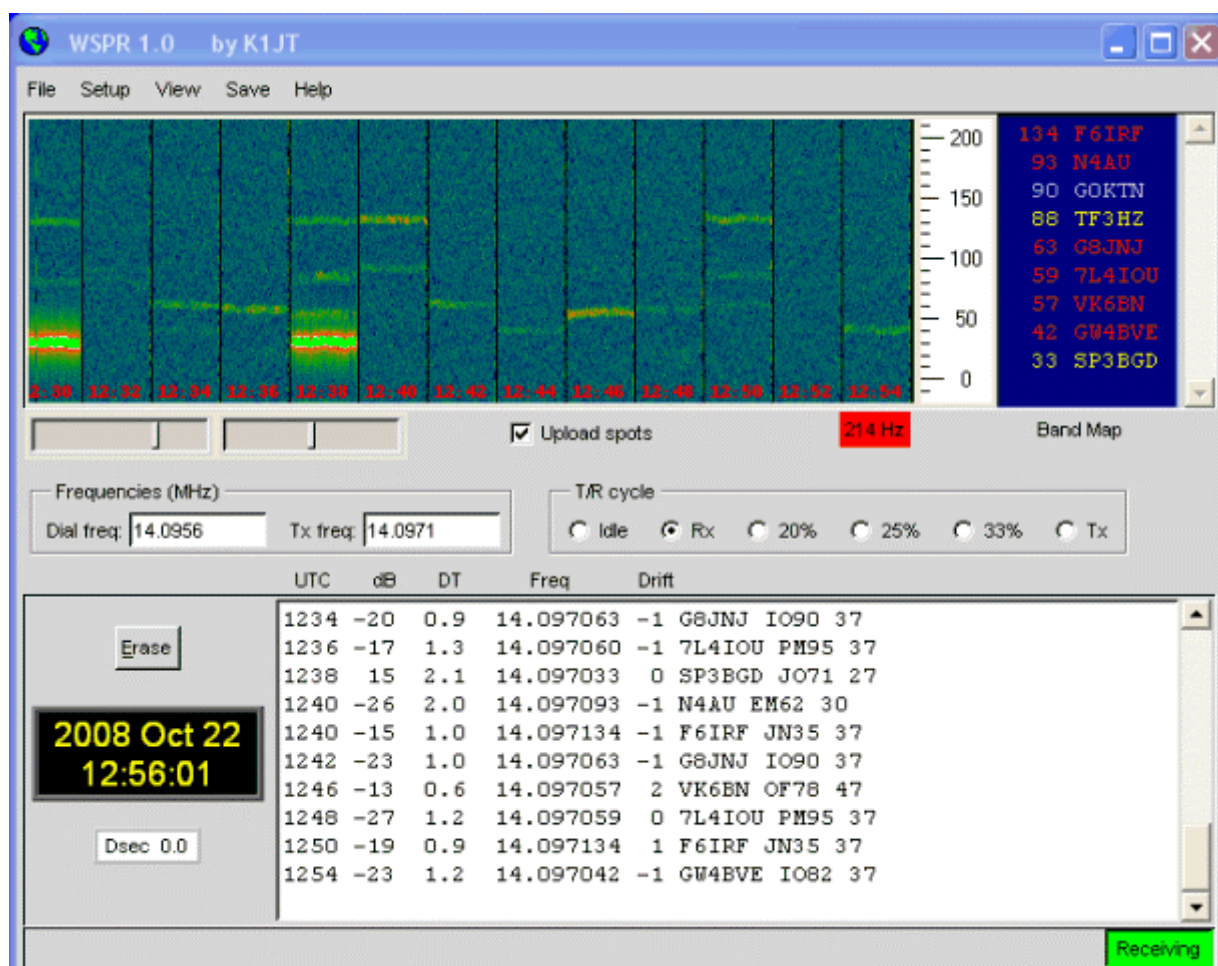 WSPR 1.0 by K1JT
File Setup View Save Help
200
150
100
50
0
134 F6IRF
93 N4AU
90 G0KTN
88 TF3HZ
63 G8JNJ
59 7L4IOU
57 VK6BN
42 GW4BVE
33 SP3BGD
2:30 12:32 12:34 12:36 12:38 12:40 12:42 12:44 12:46 12:48 12:50 12:52 12:54
Upload spots
214 Hz
Band Map
Frequencies (MHz)
Dial freq: 14.0956 Tx freq: 14.0971
T/R cycle
Idle Rx 20% 25% 33% Tx
UTC dB DT Freq Drift
1234 -20 0.9 14.097063 -1 G8JNJ IO90 37
1236 -17 1.3 14.097060 -1 7L4IOU PM95 37
1238 15 2.1 14.097033 0 SP3BGD JO71 27
1240 -26 2.0 14.097093 -1 N4AU EM62 30
1240 -15 1.0 14.097134 -1 F6IRF JN35 37
1242 -23 1.0 14.097063 -1 G8JNJ IO90 37
1246 -13 0.6 14.097057 2 VK6BN OF78 47
1248 -27 1.2 14.097059 0 7L4IOU PM95 37
1250 -19 0.9 14.097134 1 F6IRF JN35 37
1254 -23 1.2 14.097042 -1 GW4BVE IO82 37
Erase
2008 Oct 22
12:56:01
Dsec 0.0
Receiving